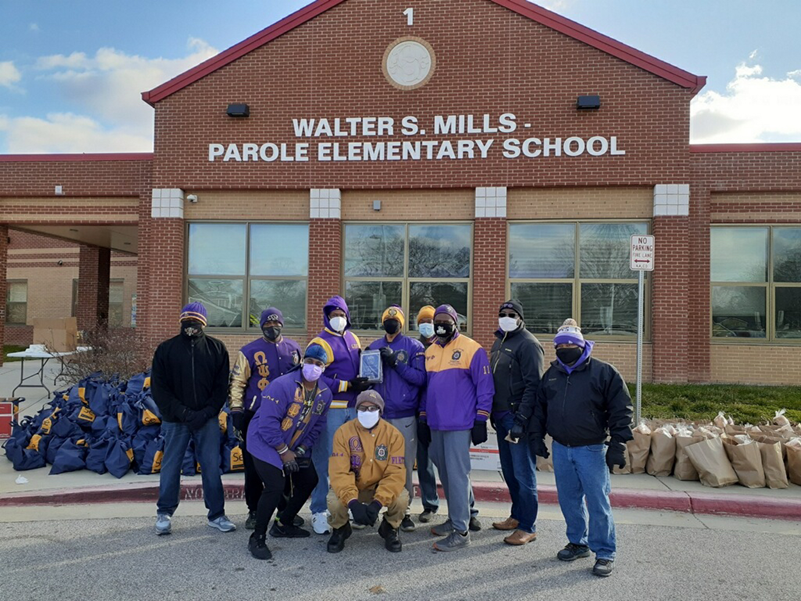 1
WALTER S. MILLS -
PAROLE ELEMENTARY SCHOOL
NO
PARKING
FIRE LANE
ΩΨΦ